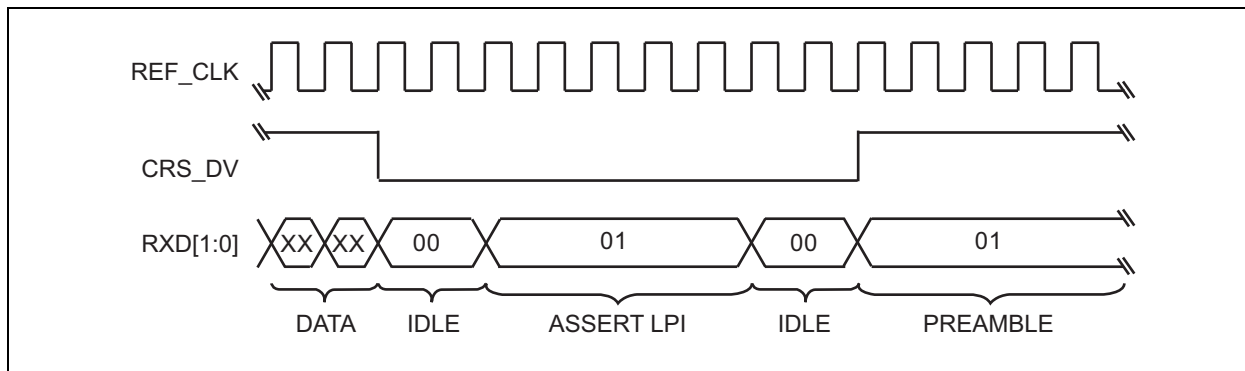 REF_CLK
CRS_DV
RXD[1:0] XX XX 00 01 00 01
DATA IDLE ASSERT LPI IDLE PREAMBLE